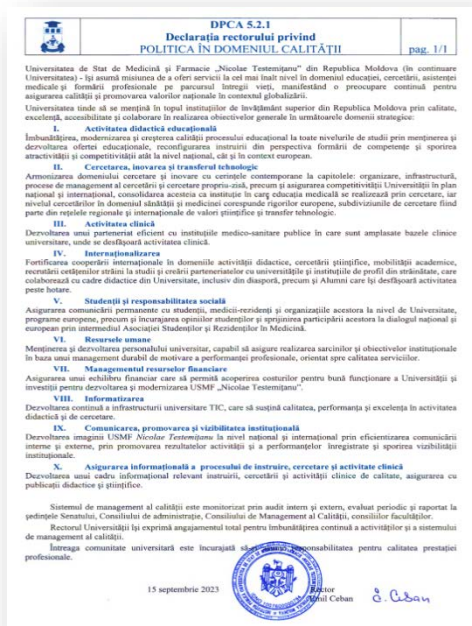 DPCA 5.2.1
Declarația rectorului privind
POLITICA ÎN DOMENIUL CALITĂȚII
pag. 1/1
Universitatea de Stat de Medicină și Farmacie „Nicolae Testemițanu” din Republica Moldova (în continuare
Universitatea) - își asumă misiunea de a oferi servicii la cel mai înalt nivel în domeniul educației, cercetării, asistenței
medicale și formării profesionale pe parcursul întregii vieți, manifestând o preocupare continuă pentru
asigurarea calității și promovarea valorilor naționale în contextul globalizării.
Universitatea tinde să se mențină în topul instituțiilor de învățământ superior din Republica Moldova prin calitate,
excelență, accesibilitate și colaborare în realizarea obiectivelor generale în următoarele domenii strategice:
I. Activitatea didactică educațională
Îmbunătățirea, modernizarea și creșterea calității procesului educațional la toate nivelurile de studii prin menținerea și
dezvoltarea ofertei educaționale, reconfigurarea instruirii din perspectiva formării de competențe și sporirea
atractivității și competitivității atât la nivel național, cât și în context european.
II. Cercetarea, inovarea și transferul tehnologic
Armonizarea domeniului cercetare și inovare cu cerințele contemporane la capitolele: organizare, infrastructură,
procese de management al cercetării și cercetare propriu-zisă, precum și asigurarea competitivității Universității în plan
național și internațional, consolidarea acesteia ca instituție în care educația medicală se realizează prin cercetare, iar
nivelul cercetărilor în domeniul sănătății și medicinei corespunde rigorilor europene, subdiviziunile de cercetare fiind
parte din rețelele regionale și internaționale de valori științifice și transfer tehnologic.
III. Activitatea clinică
Dezvoltarea unui parteneriat eficient cu instituțiile medico-sanitare publice în care sunt amplasate bazele clinice
universitare, unde se desfășoară activitatea clinică.
IV. Internaționalizarea
Fortificarea cooperării internaționale în domeniile activității didactice, cercetării științifice, mobilității academice,
recrutării cetățenilor străini la studii și creării parteneriatelor cu universitățile și instituțiile de profil din străinătate, care
colaborează cu cadre didactice din Universitate, inclusiv din diasporă, precum și Alumni care își desfășoară activitatea
peste hotare.
V. Studenții și responsabilitatea socială
Asigurarea comunicării permanente cu studenții, medicii-rezidenți și organizațiile acestora la nivel de Universitate,
programe europene, precum și încurajarea opiniilor studenților și sprijinirea participării acestora la dialogul național și
european prin intermediul Asociației Studenților și Rezidenților în Medicină.
VI. Resursele umane
Menținerea și dezvoltarea personalului universitar, capabil să asigure realizarea sarcinilor și obiectivelor instituționale
în baza unui management durabil de motivare a performanței profesionale, orientat spre calitatea serviciilor.
VII. Managementul resurselor financiare
Asigurarea unui echilibru financiar care să permită acoperirea costurilor pentru bună funcționare a Universității și
investiții pentru dezvoltarea și modernizarea USMF „Nicolae Testemițanu”.
VIII. Informatizarea
Dezvoltarea continuă a infrastructurii universitare TIC, care să susțină calitatea, performanța și excelența în activitatea
didactică și de cercetare.
IX. Comunicarea, promovarea și vizibilitatea instituțională
Dezvoltarea imaginii USMF Nicolae Testemițanu la nivel național și internațional prin eficientizarea comunicării
interne și externe, prin promovarea rezultatelor activității și a performanțelor înregistrate și sporirea vizibilității
instituționale.
X. Asigurarea informațională a procesului de instruire, cercetare și activitate clinică
Dezvoltarea unui cadru informațional relevant instruirii, cercetării și activității clinice de calitate, asigurarea cu
publicații didactice și științifice.
Sistemul de management al calității este monitorizat prin audit intern și extern, evaluat periodic și raportat la
ședințele Senatului, Consiliului de administrație, Consiliului de Management al Calității, consiliilor facultăților.
Rectorul Universității își exprimă angajamentul total pentru îmbunătățirea continuă a activităților și a sistemului
de management al calității.
Întreaga comunitate universitară este încurajată să responsabilitatea pentru calitatea prestației
profesionale.
15 septembrie 2023
Rector
Emil Ceban
E. Ceban